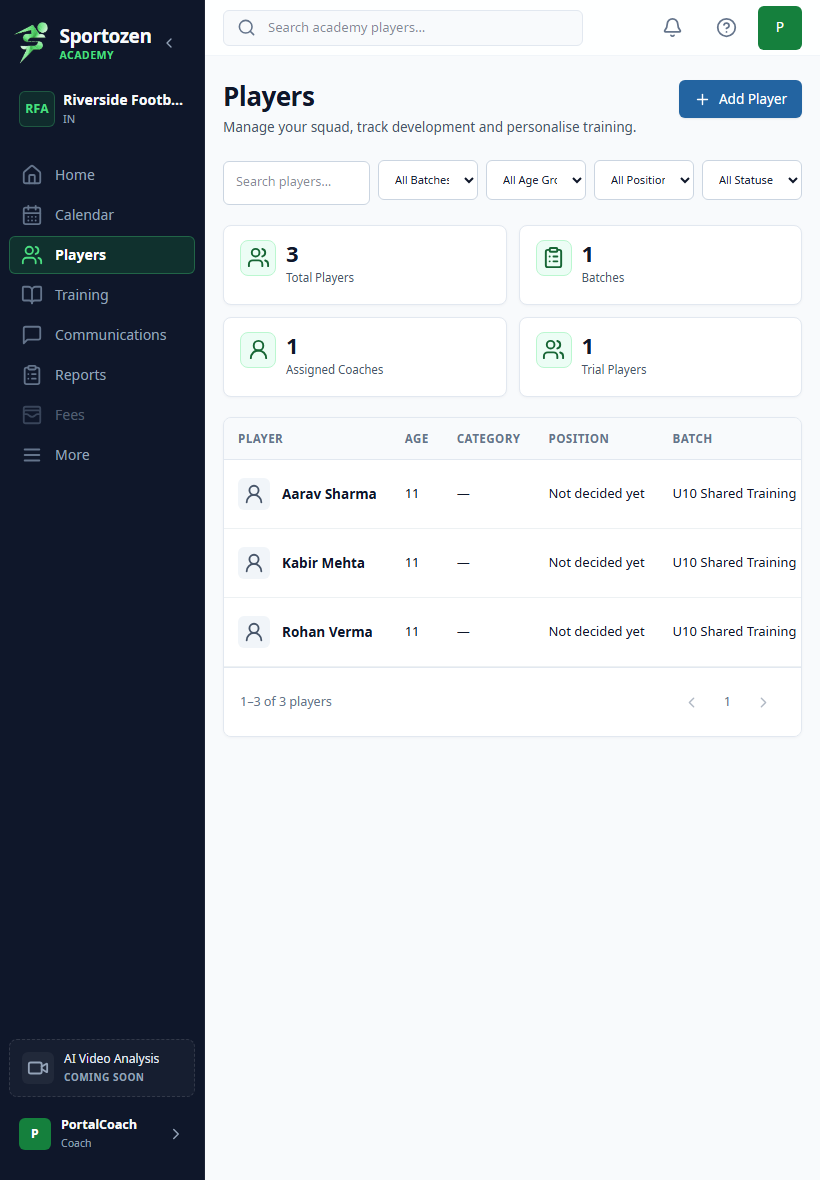 Sportozen
ACADEMY
RFA
Riverside Footb...
IN
Home
Calendar
Players
Training
Communications
Reports
Fees
More
AI Video Analysis
COMING SOON
P
PortalCoach
Coach
Search academy players...
P
Players
Manage your squad, track development and personalise training.
Add Player
Search players...
All Batches
All Age Grc
All Position
All Statuse
3
Total Players
1
Batches
1
Assigned Coaches
1
Trial Players
PLAYER AGE CATEGORY POSITION BATCH
Aarav Sharma 11 — Not decided yet U10 Shared Training
Kabir Mehta 11 — Not decided yet U10 Shared Training
Rohan Verma 11 — Not decided yet U10 Shared Training
1–3 of 3 players
1